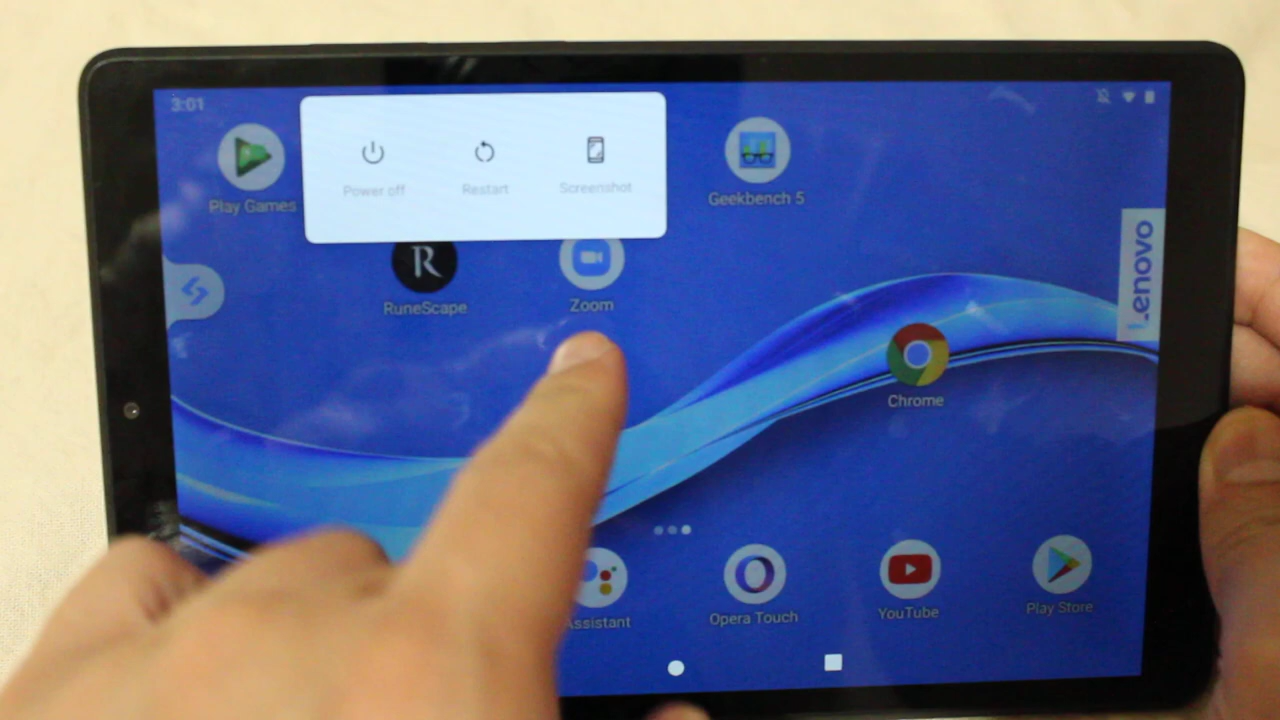 3:01
Power off
Restart
Screenshot
Play Games
Geekbench 5
Lenovo
R
RuneScape
Zoom
Chrome
Assistant
Opera Touch
YouTube
Play Store